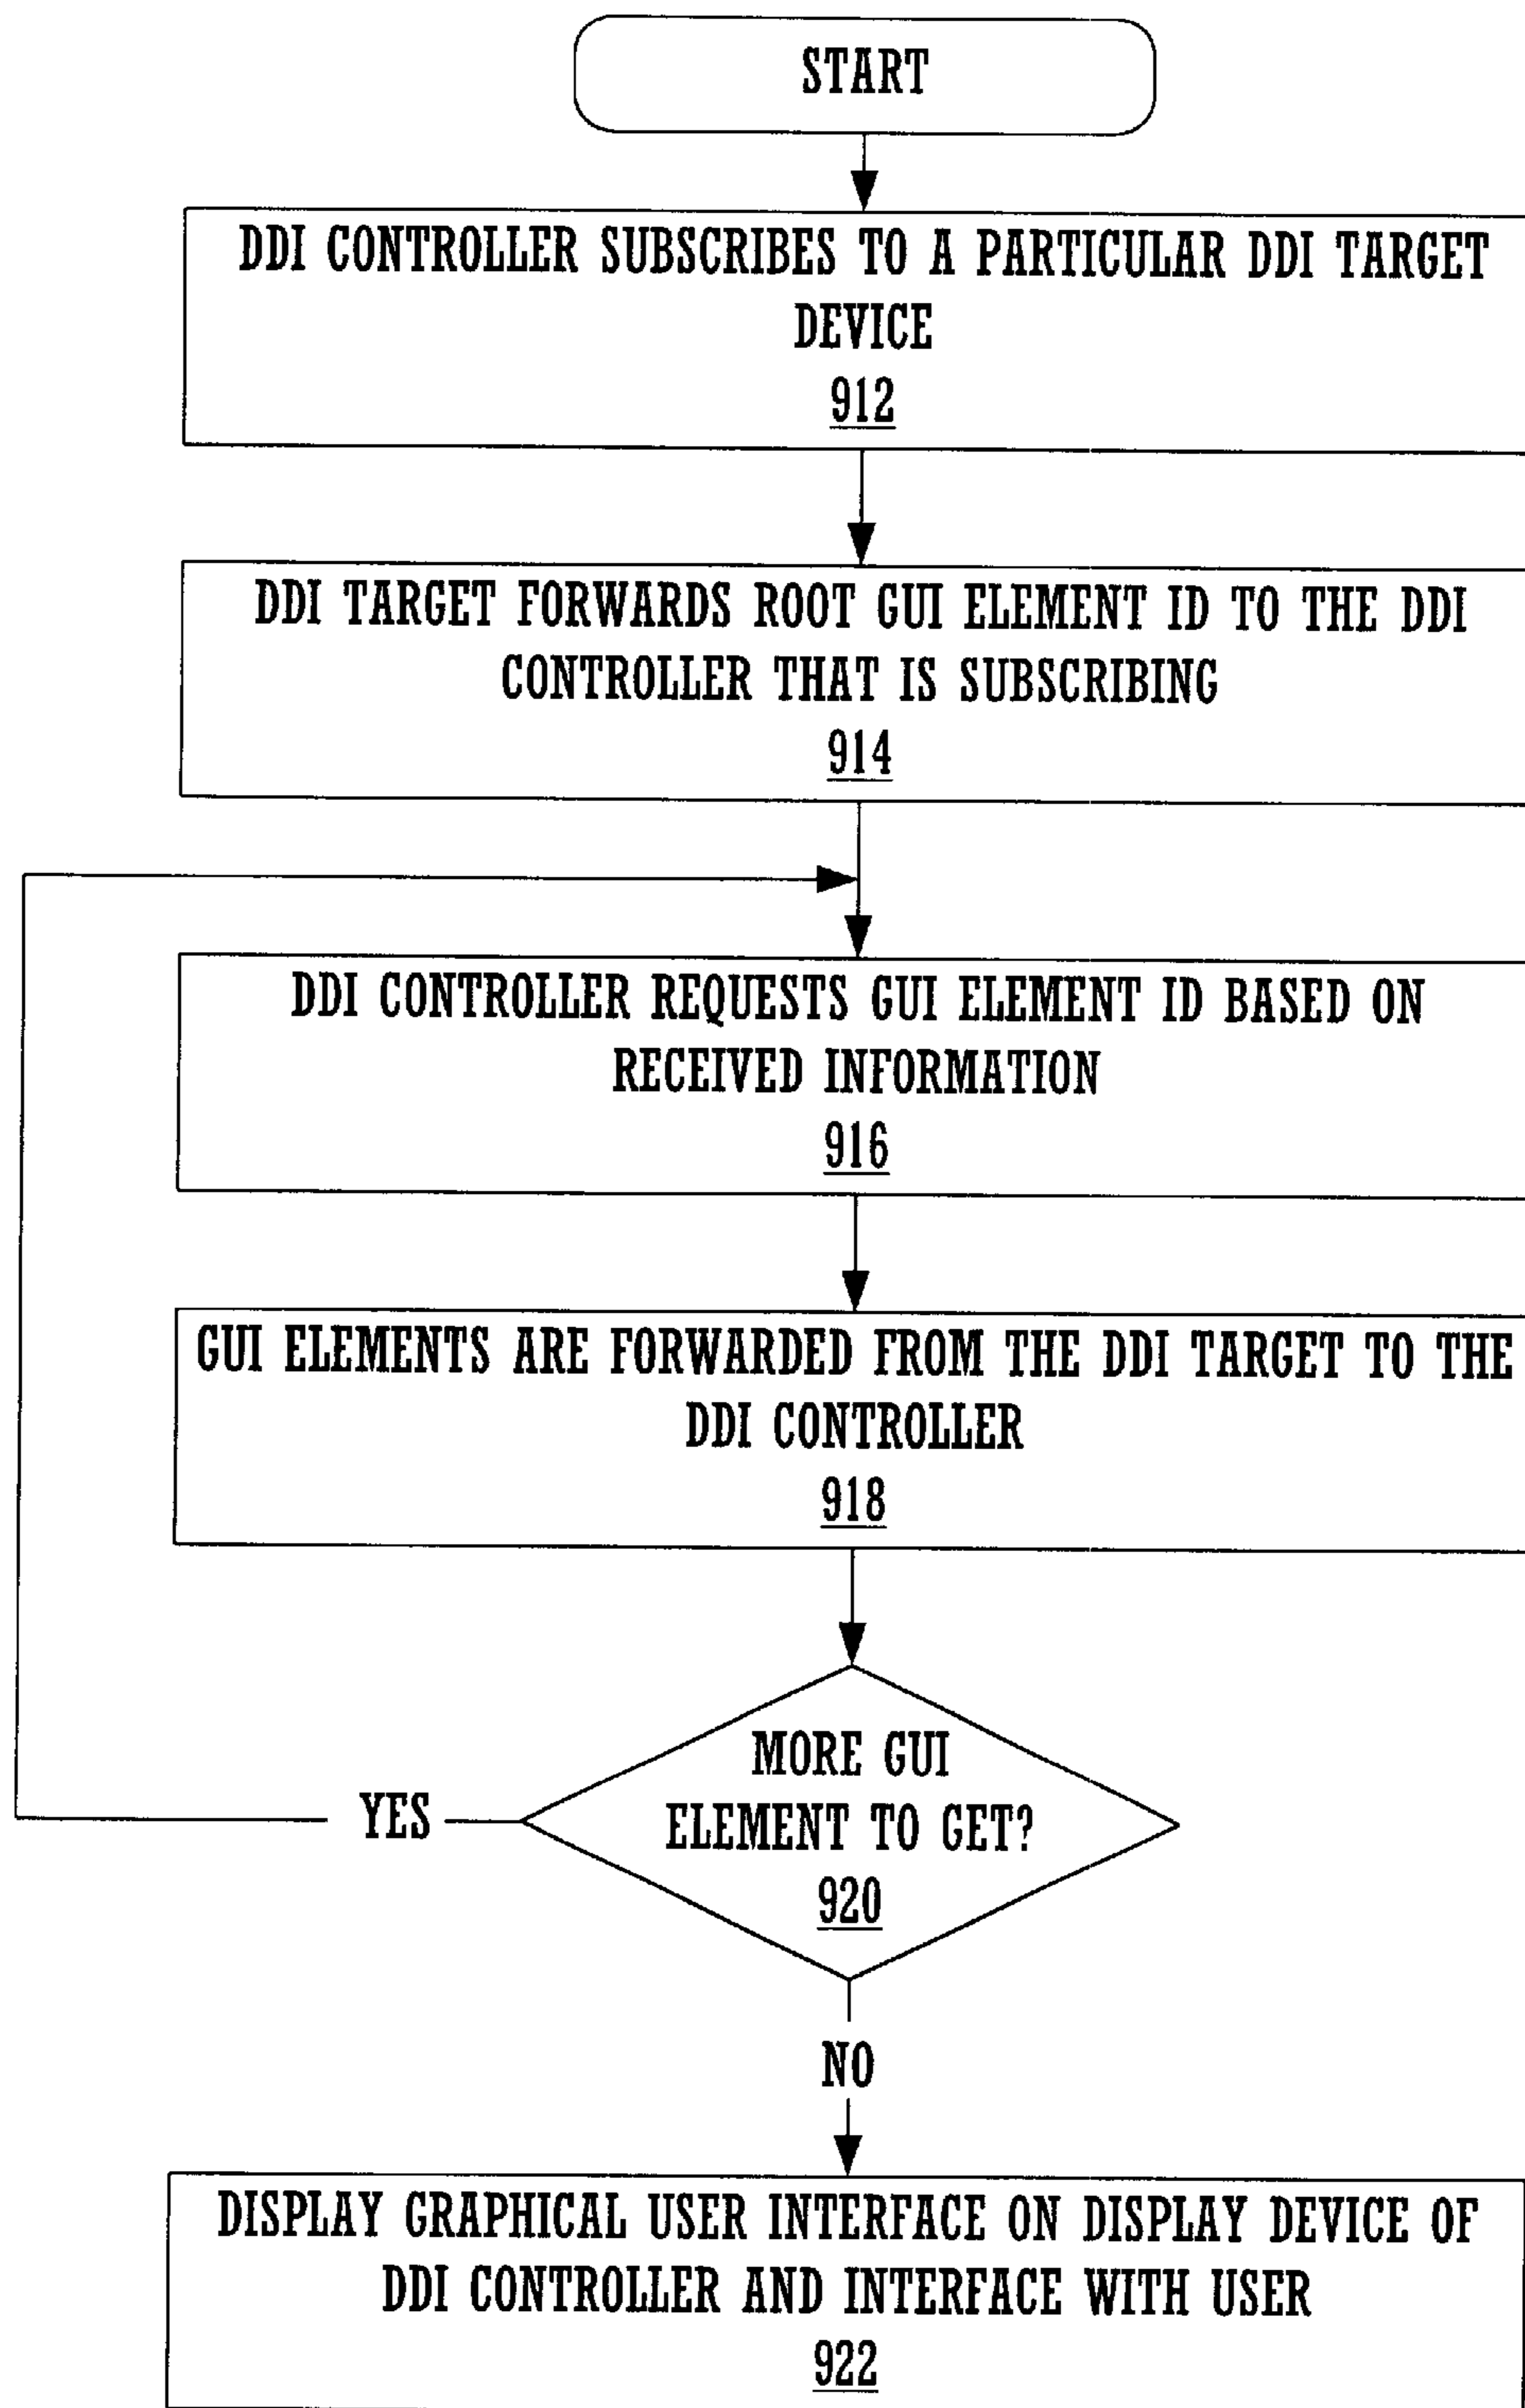 START
DDI CONTROLLER SUBSCRIBES TO A PARTICULAR DDI TARGET
DEVICE
912
DDI TARGET FORWARDS ROOT GUI ELEMENT ID TO THE DDI
CONTROLLER THAT IS SUBSCRIBING
914
DDI CONTROLLER REQUESTS GUI ELEMENT ID BASED ON
RECEIVED INFORMATION
916
GUI ELEMENTS ARE FORWARDED FROM THE DDI TARGET TO THE
DDI CONTROLLER
918
MORE GUI
ELEMENT TO GET?
920
YES
NO
DISPLAY GRAPHICAL USER INTERFACE ON DISPLAY DEVICE OF
DDI CONTROLLER AND INTERFACE WITH USER
922